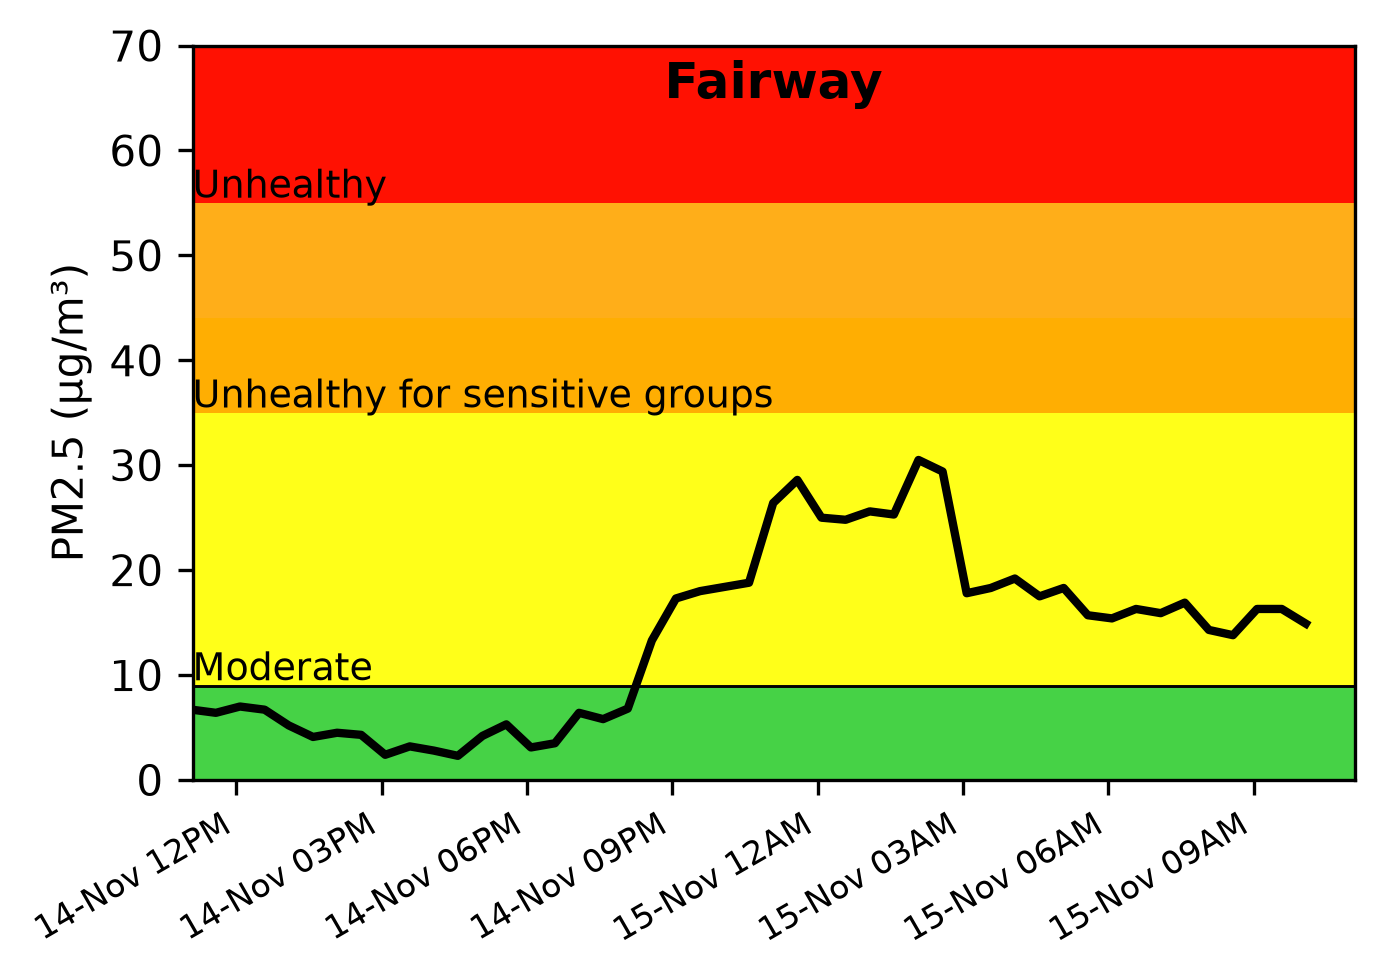 Fairway
70
60
Unhealthy
50
40
Unhealthy for sensitive groups
30
20
10
Moderate
0
PM2.5 (µg/m³)
14-Nov 12PM
14-Nov 03PM
14-Nov 06PM
14-Nov 09PM
15-Nov 12AM
15-Nov 03AM
15-Nov 06AM
15-Nov 09AM